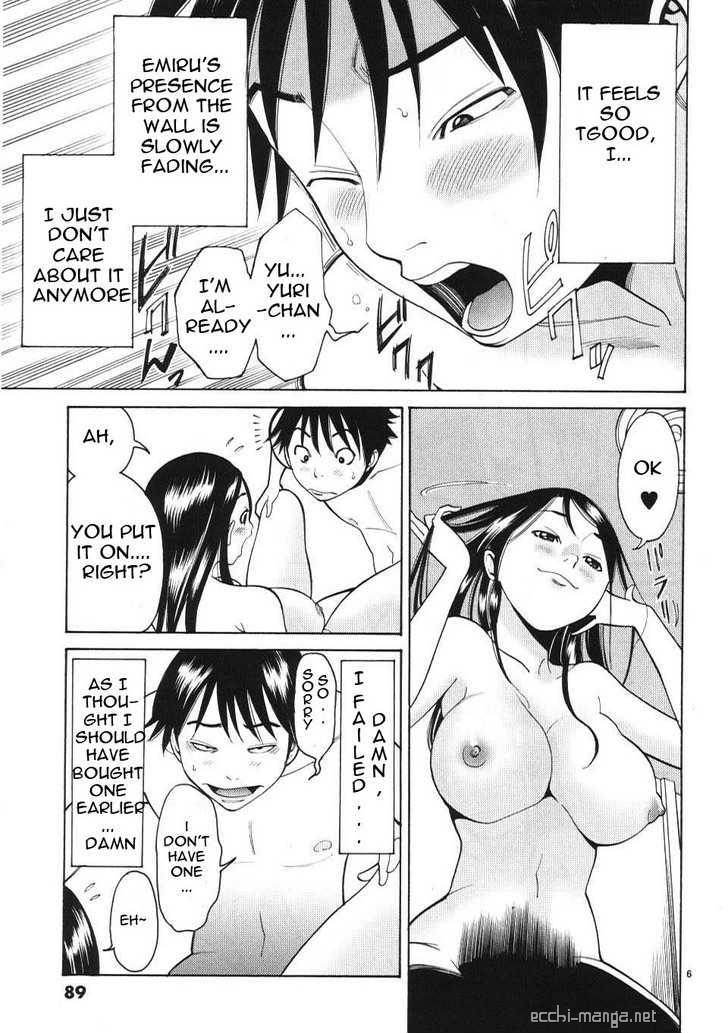 IT FEELS
SO
TGOOD,
I...
EMIRU'S
PRESENCE
FROM THE
WALL IS
SLOWLY
FADING...
I JUST
DON'T
CARE
ABOUT IT
ANYMORE
YU...
YURI
-CHAN
...
I'M
AL-
READY
....
OK
♥
AH,
YOU PUT
IT ON....
RIGHT?
DAMN,
I FAILED...
SO...
SORRY
I
DON'T
HAVE
ONE
...
AS I
THOU-
GHT I
SHOULD
HAVE
BOUGHT
ONE
EARLIER
...
DAMN
EH~
6
89
ecchi-manga.net